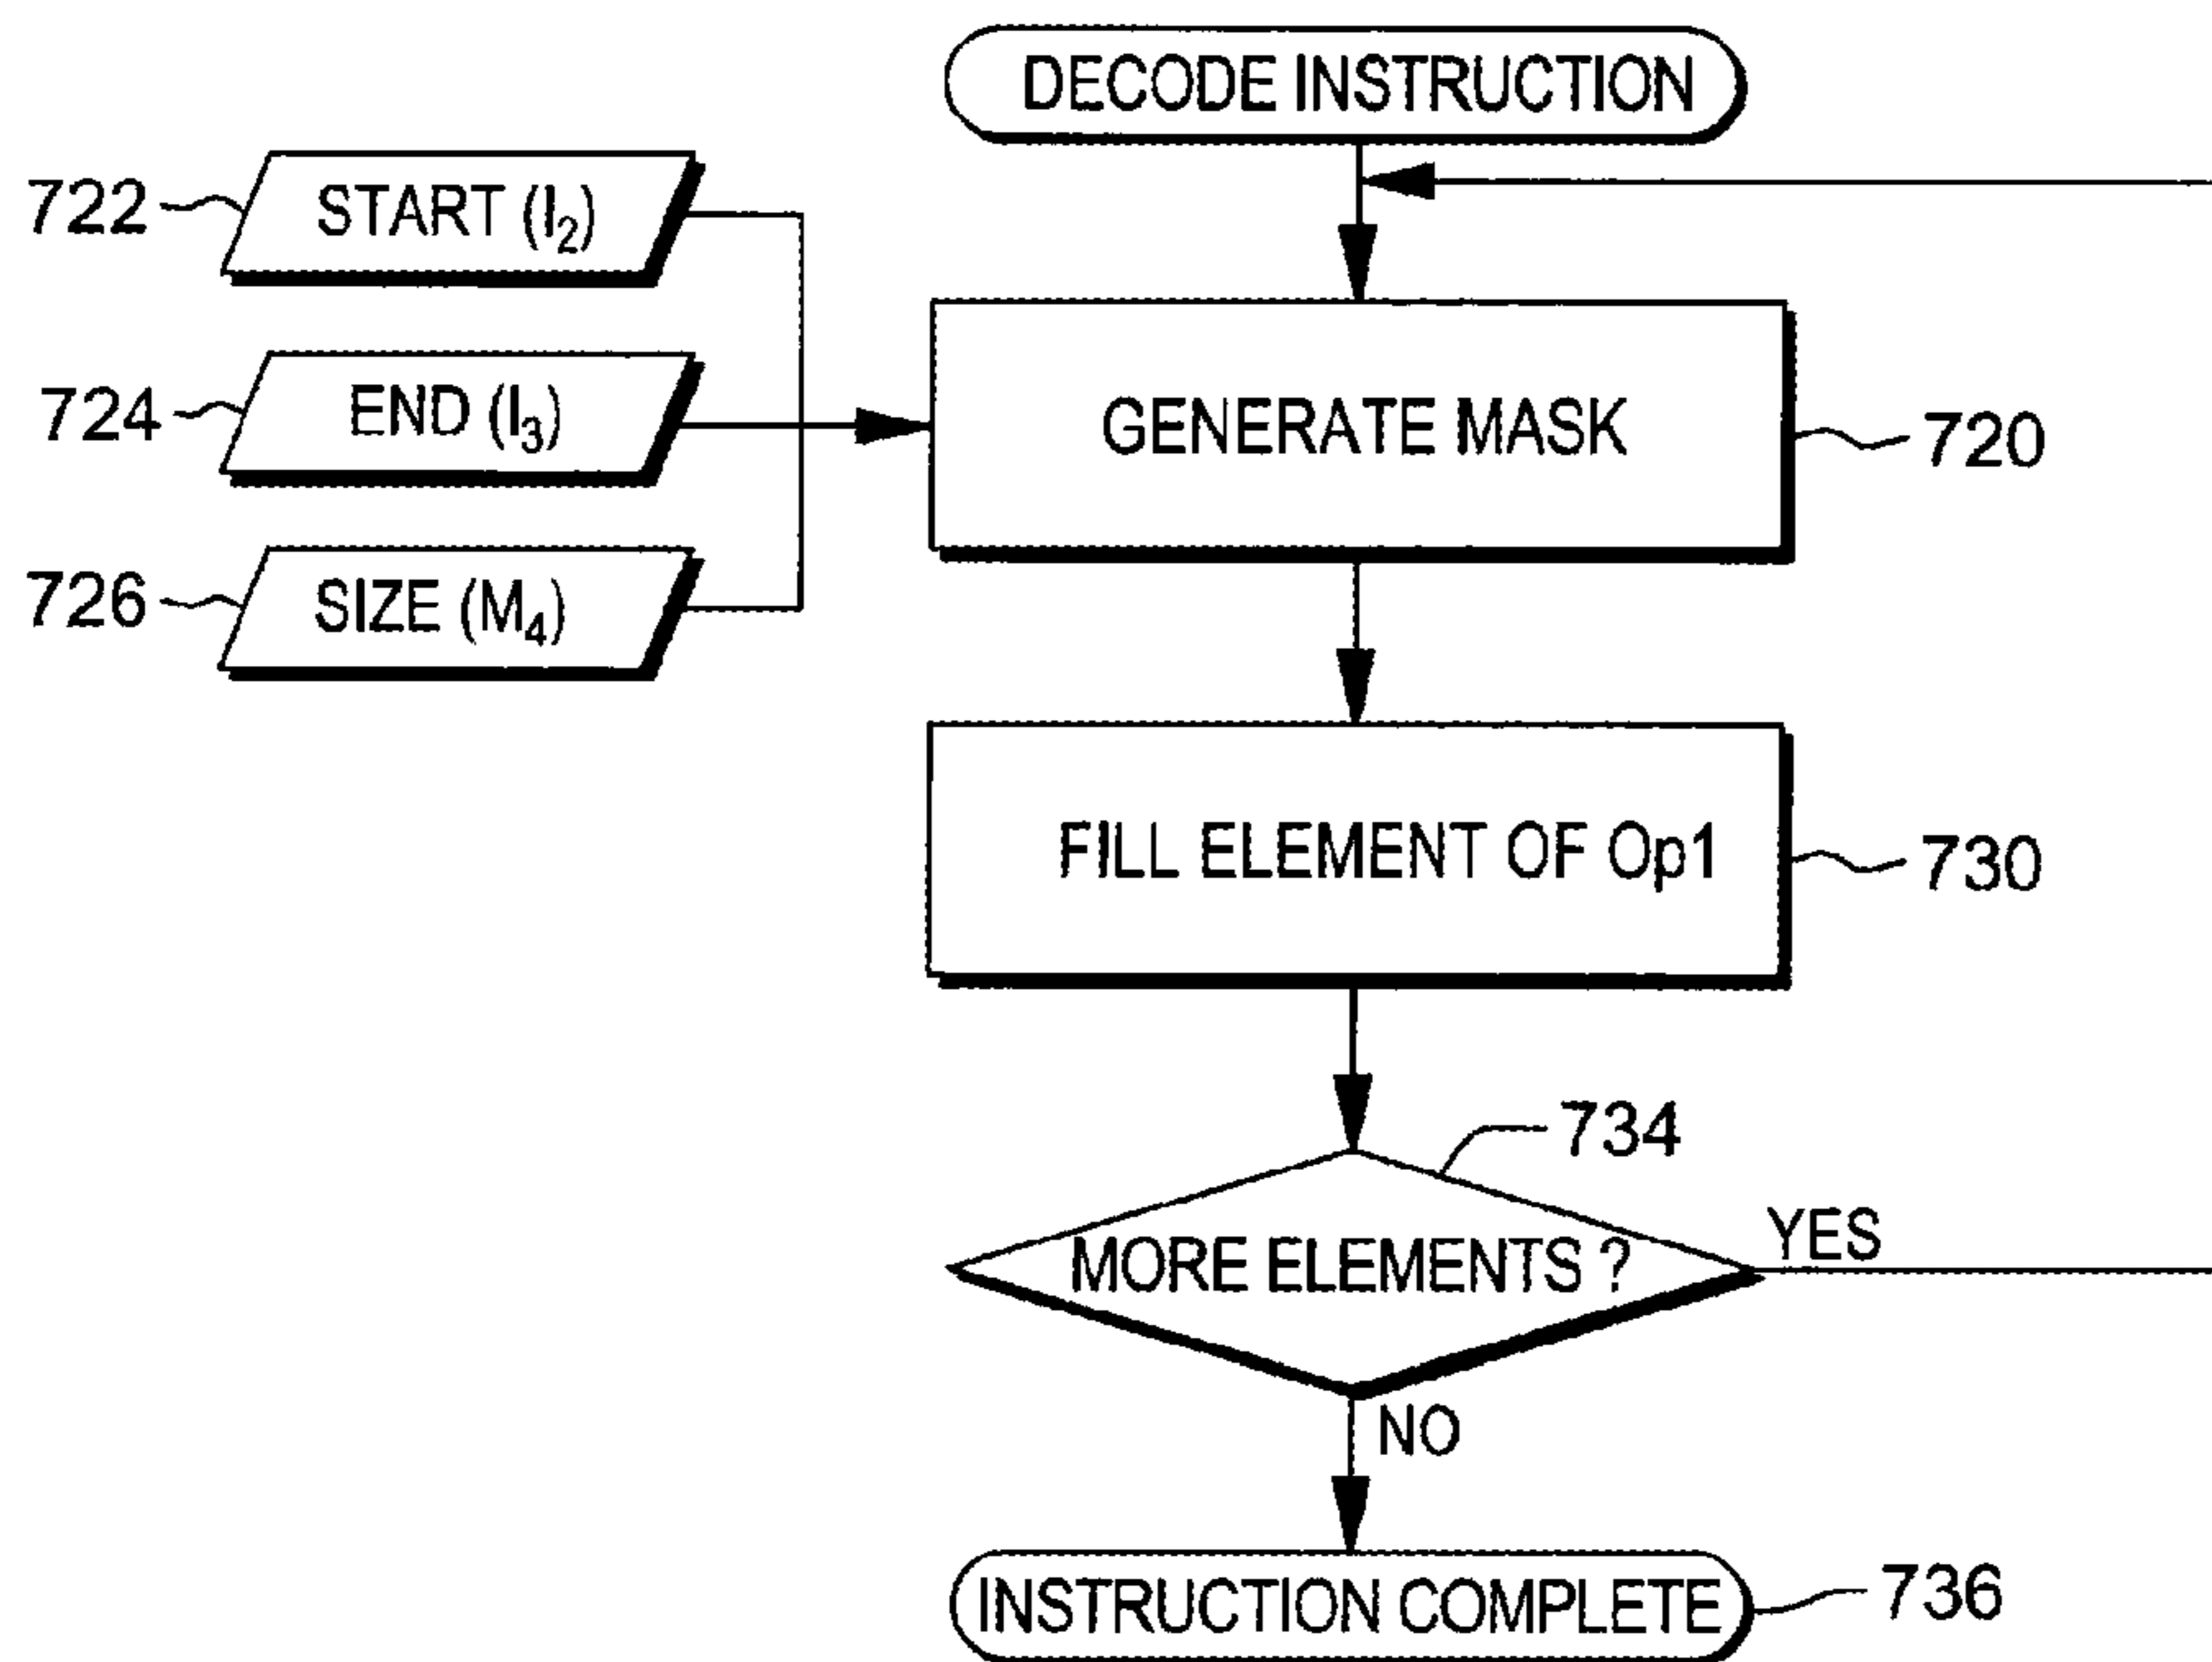 DECODE INSTRUCTION
722
START (I₂)
724
END (I₃)
GENERATE MASK
720
726
SIZE (M₄)
FILL ELEMENT OF Op1
730
734
MORE ELEMENTS ?
YES
NO
INSTRUCTION COMPLETE
736